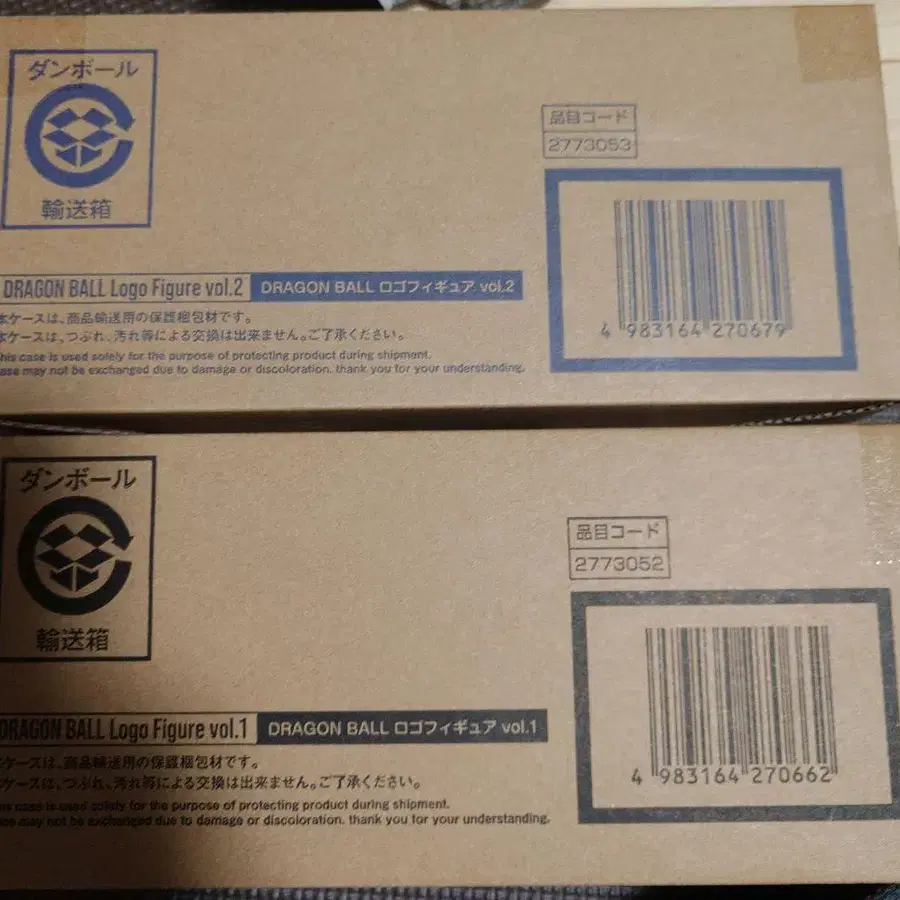 ダンボール
輸送箱
品目コード
2773053
4 983164 270679
DRAGON BALL Logo Figure vol.2 DRAGON BALL ロゴフィギュア vol.2
本ケースは、商品輸送用の保護梱包材です。
本ケースは、つぶれ、汚れ等による交換は出来ません。ご了承ください。
This case is used solely for the purpose of protecting product during shipment.
case may not be exchanged due to damage or discoloration. thank you for your understanding.
ダンボール
輸送箱
品目コード
2773052
4 983164 270662
DRAGON BALL Logo Figure vol.1 DRAGON BALL ロゴフィギュア vol.1
本ケースは、商品輸送用の保護梱包材です。
ケースは、つぶれ、汚れ等による交換は出来ません。ご了承ください。
his case is used solely for the purpose of protecting product during shipment.
se may not be exchanged due to damage or discoloration. thank you for your understanding.